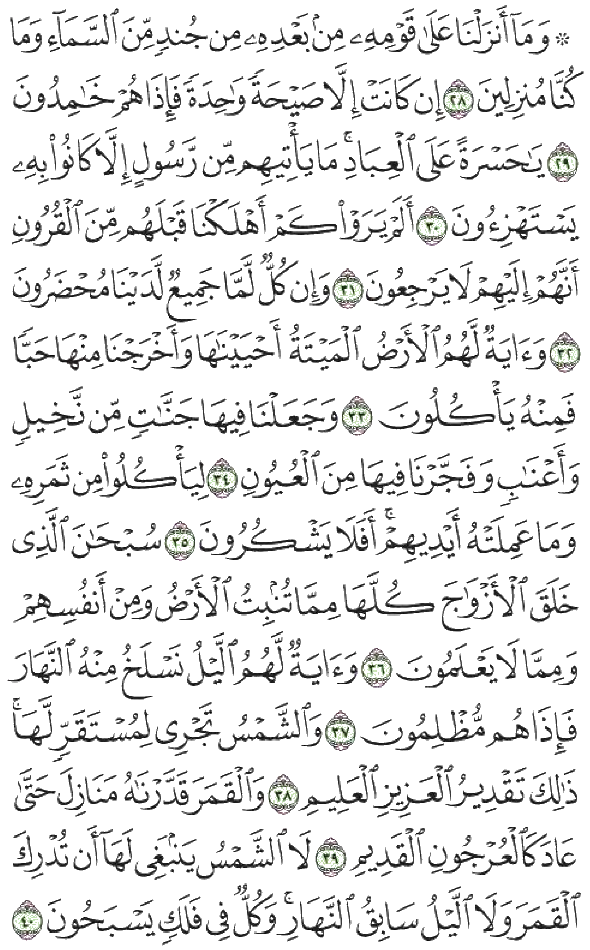 ۞ وَمَآ أَنزَلْنَا عَلَىٰ قَوْمِهِۦ مِنۢ بَعْدِهِۦ مِن جُندٍ مِّنَ ٱلسَّمَآءِ وَمَا
كُنَّا مُنزِلِينَ ٢٨ إِن كَانَتْ إِلَّا صَيْحَةً وَٰحِدَةً فَإِذَا هُمْ خَٰمِدُونَ
٢٩ يَٰحَسْرَةً عَلَى ٱلْعِبَادِ ۚ مَا يَأْتِيهِم مِّن رَّسُولٍ إِلَّا كَانُوا۟ بِهِۦ
يَسْتَهْزِءُونَ ٣٠ أَلَمْ يَرَوْا۟ كَمْ أَهْلَكْنَا قَبْلَهُم مِّنَ ٱلْقُرُونِ
أَنَّهُمْ إِلَيْهِمْ لَا يَرْجِعُونَ ٣١ وَإِن كُلٌّ لَّمَّا جَمِيعٌ لَّدَيْنَا مُحْضَرُونَ
٣٢ وَءَايَةٌ لَّهُمُ ٱلْأَرْضُ ٱلْمَيْتَةُ أَحْيَيْنَٰهَا وَأَخْرَجْنَا مِنْهَا حَبًّا
فَمِنْهُ يَأْكُلُونَ ٣٣ وَجَعَلْنَا فِيهَا جَنَّٰتٍ مِّن نَّخِيلٍ
وَأَعْنَٰبٍ وَفَجَّرْنَا فِيهَا مِنَ ٱلْعُيُونِ ٣٤ لِيَأْكُلُوا۟ مِن ثَمَرِهِۦ
وَمَا عَمِلَتْهُ أَيْدِيهِمْ ۖ أَفَلَا يَشْكُرُونَ ٣٥ سُبْحَٰنَ ٱلَّذِى
خَلَقَ ٱلْأَزْوَٰجَ كُلَّهَا مِمَّا تُنۢبِتُ ٱلْأَرْضُ وَمِنْ أَنفُسِهِمْ
وَمِمَّا لَا يَعْلَمُونَ ٣٦ وَءَايَةٌ لَّهُمُ ٱلَّيْلُ نَسْلَخُ مِنْهُ ٱلنَّهَارَ
فَإِذَا هُم مُّظْلِمُونَ ٣٧ وَٱلشَّمْسُ تَجْرِى لِمُسْتَقَرٍّ لَّهَا ۚ
ذَٰلِكَ تَقْدِيرُ ٱلْعَزِيزِ ٱلْعَلِيمِ ٣٨ وَٱلْقَمَرَ قَدَّرْنَٰهُ مَنَازِلَ حَتَّىٰ
عَادَ كَٱلْعُرْجُونِ ٱلْقَدِيمِ ٣٩ لَا ٱلشَّمْسُ يَنۢبَغِى لَهَآ أَن تُدْرِكَ
ٱلْقَمَرَ وَلَا ٱلَّيْلُ سَابِقُ ٱلنَّهَارِ ۚ وَكُلٌّ فِى فَلَكٍ يَسْبَحُونَ ٤٠